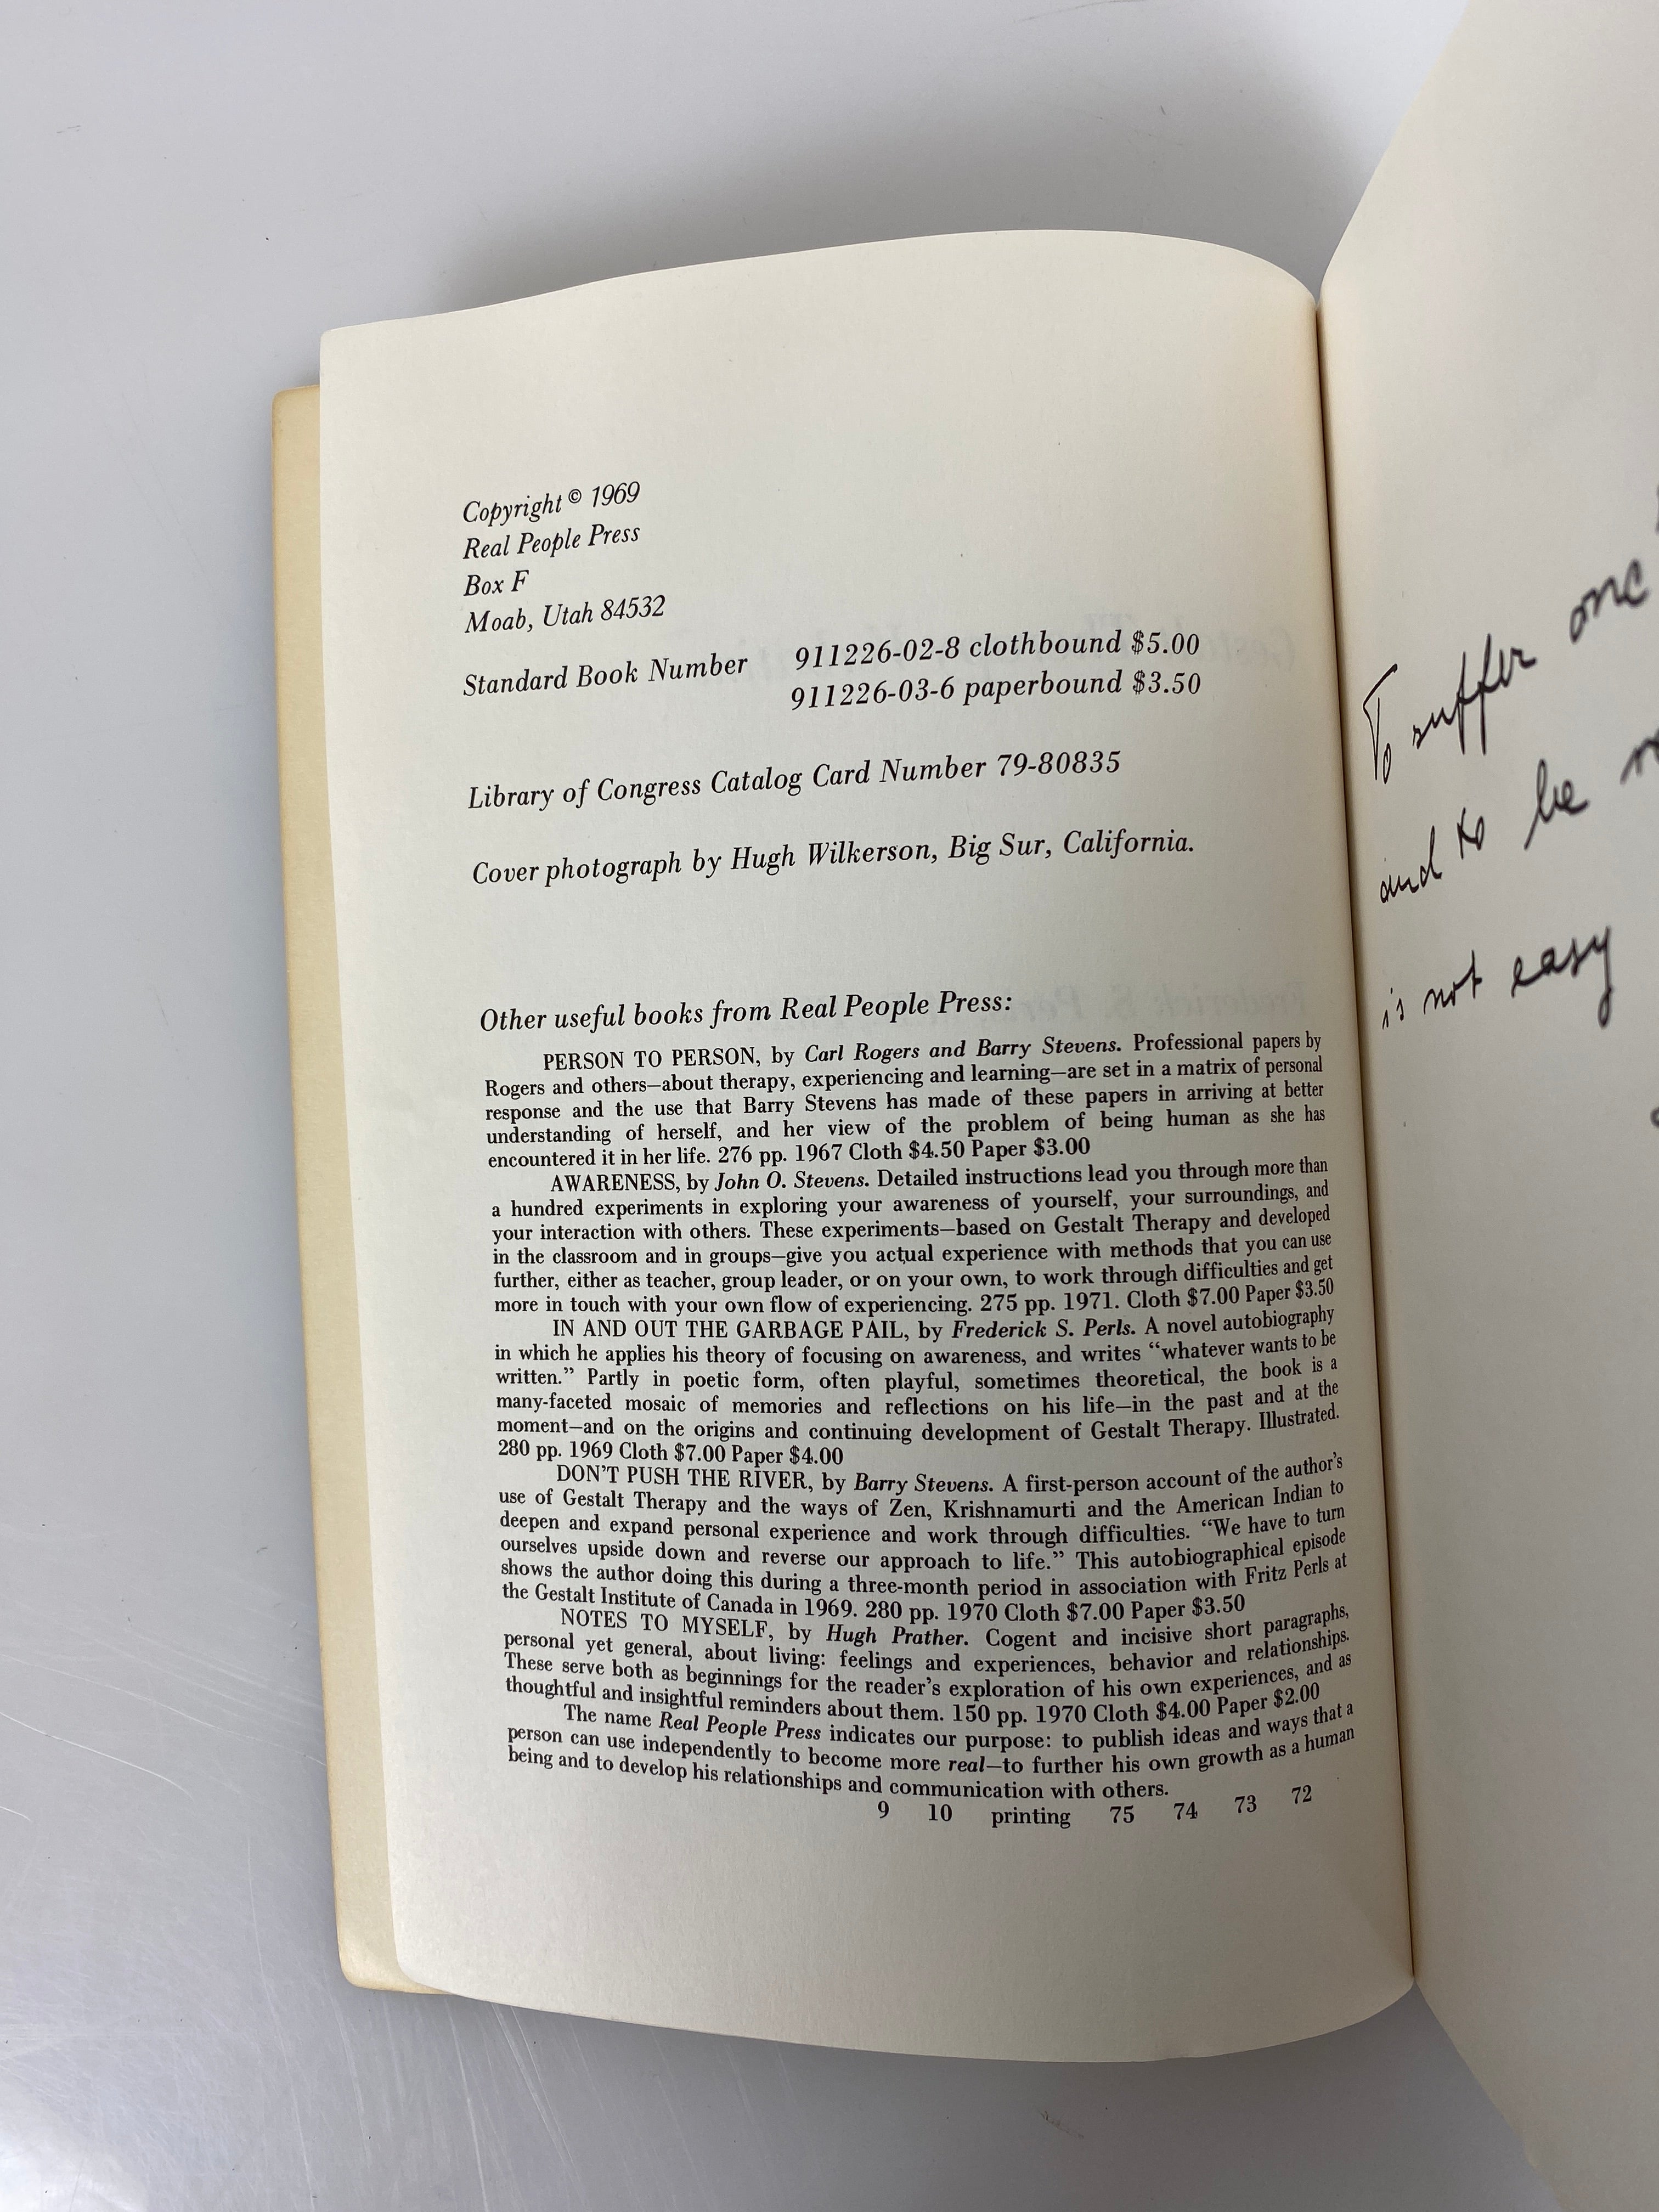 Copyright © 1969
Real People Press
Box F
Moab, Utah 84532
Standard Book Number 911226-02-8 clothbound $5.00
911226-03-6 paperbound $3.50
Library of Congress Catalog Card Number 79-80835
Cover photograph by Hugh Wilkerson, Big Sur, California.
Other useful books from Real People Press:
PERSON TO PERSON, by Carl Rogers and Barry Stevens. Professional papers by
Rogers and others—about therapy, experiencing and learning—are set in a matrix of personal
response and the use that Barry Stevens has made of these papers in arriving at better
understanding of herself, and her view of the problem of being human as she has
encountered it in her life. 276 pp. 1967 Cloth $4.50 Paper $3.00
AWARENESS, by John O. Stevens. Detailed instructions lead you through more than
a hundred experiments in exploring your awareness of yourself, your surroundings, and
your interaction with others. These experiments—based on Gestalt Therapy and developed
in the classroom and in groups—give you actual experience with methods that you can use
further, either as teacher, group leader, or on your own, to work through difficulties and get
more in touch with your own flow of experiencing. 275 pp. 1971. Cloth $7.00 Paper $3.50
IN AND OUT THE GARBAGE PAIL, by Frederick S. Perls. A novel autobiography
in which he applies his theory of focusing on awareness, and writes “whatever wants to be
written.” Partly in poetic form, often playful, sometimes theoretical, the book is a
many-faceted mosaic of memories and reflections on his life—in the past and at the
moment—and on the origins and continuing development of Gestalt Therapy. Illustrated.
280 pp. 1969 Cloth $7.00 Paper $4.00
DON’T PUSH THE RIVER, by Barry Stevens. A first-person account of the author’s
use of Gestalt Therapy and the ways of Zen, Krishnamurti and the American Indian to
deepen and expand personal experience and work through difficulties. “We have to turn
ourselves upside down and reverse our approach to life.” This autobiographical episode
shows the author doing this during a three-month period in association with Fritz Perls at
the Gestalt Institute of Canada in 1969. 280 pp. 1970 Cloth $7.00 Paper $3.50
NOTES TO MYSELF, by Hugh Prather. Cogent and incisive short paragraphs,
personal yet general, about living: feelings and experiences, behavior and relationships.
These serve both as beginnings for the reader’s exploration of his own experiences, and as
thoughtful and insightful reminders about them. 150 pp. 1970 Cloth $4.00 Paper $2.00
The name Real People Press indicates our purpose: to publish ideas and ways that a
person can use independently to become more real—to further his own growth as a human
being and to develop his relationships and communication with others.
9 10 printing 75 74 73 72
To suffer one
and to be
is not easy